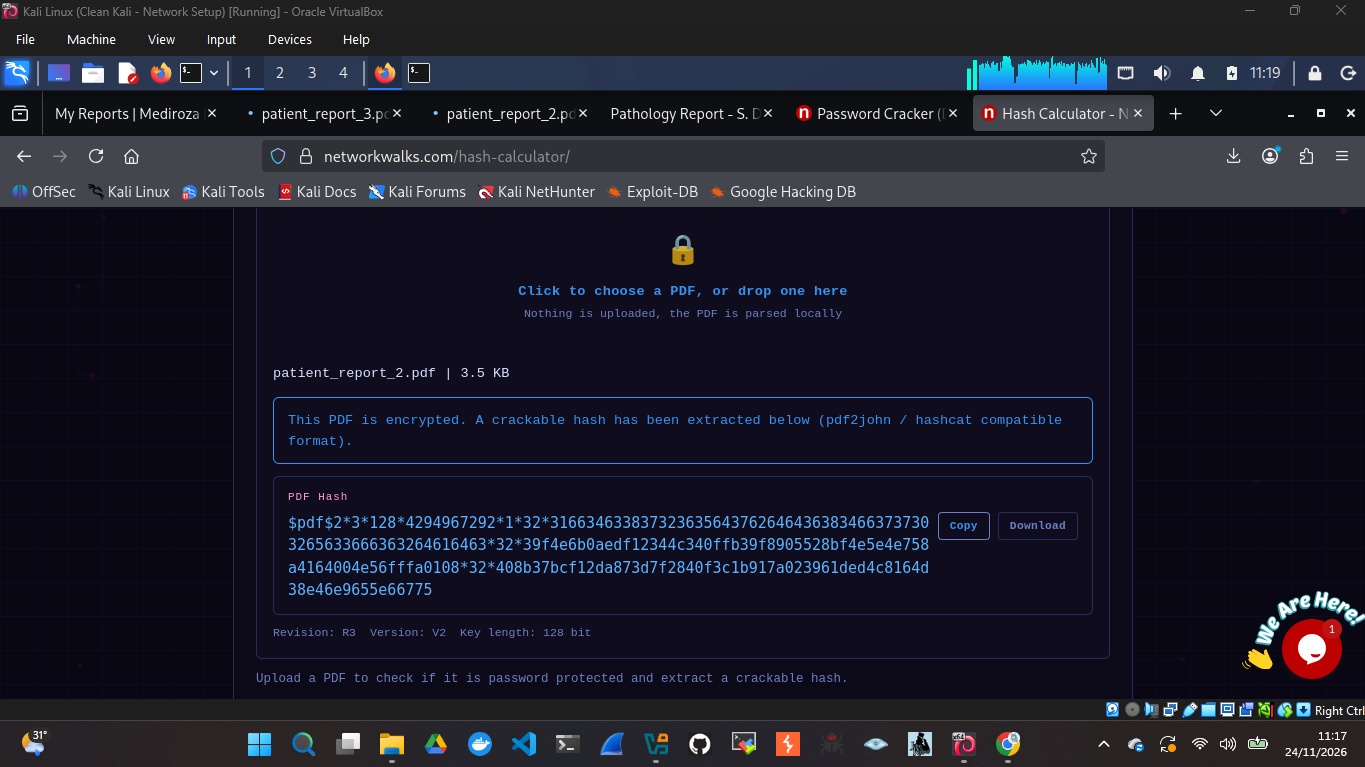 Kali Linux (Clean Kali - Network Setup) [Running] - Oracle VirtualBox
File Machine View Input Devices Help
1 2 3 4 11:19
My Reports | Mediroza patient_report_3.pd patient_report_2.pd Pathology Report - S. D Password Cracker (I Hash Calculator - N
networkwalks.com/hash-calculator/
OffSec Kali Linux Kali Tools Kali Docs Kali Forums Kali NetHunter Exploit-DB Google Hacking DB
Click to choose a PDF, or drop one here
Nothing is uploaded, the PDF is parsed locally
patient_report_2.pdf | 3.5 KB
This PDF is encrypted. A crackable hash has been extracted below (pdf2john / hashcat compatible
format).
PDF Hash
$pdf$2*3*128*4294967292*1*32*31663463383732363564376264643638346637373730
Copy Download
32656336663632646164​63*32*39f4e6b0aedf12344c340ffb39f8905528bf4e5e4e758
a4164004e56fffa0108*32*408b37bcf12da873d7f2840f3c1b917a023961ded4c8164d
38e46e9655e66775
Revision: R3 Version: V2 Key length: 128 bit
Upload a PDF to check if it is password protected and extract a crackable hash.
We Are Here!
1
Right Ctrl
31°
11:17
24/11/2026